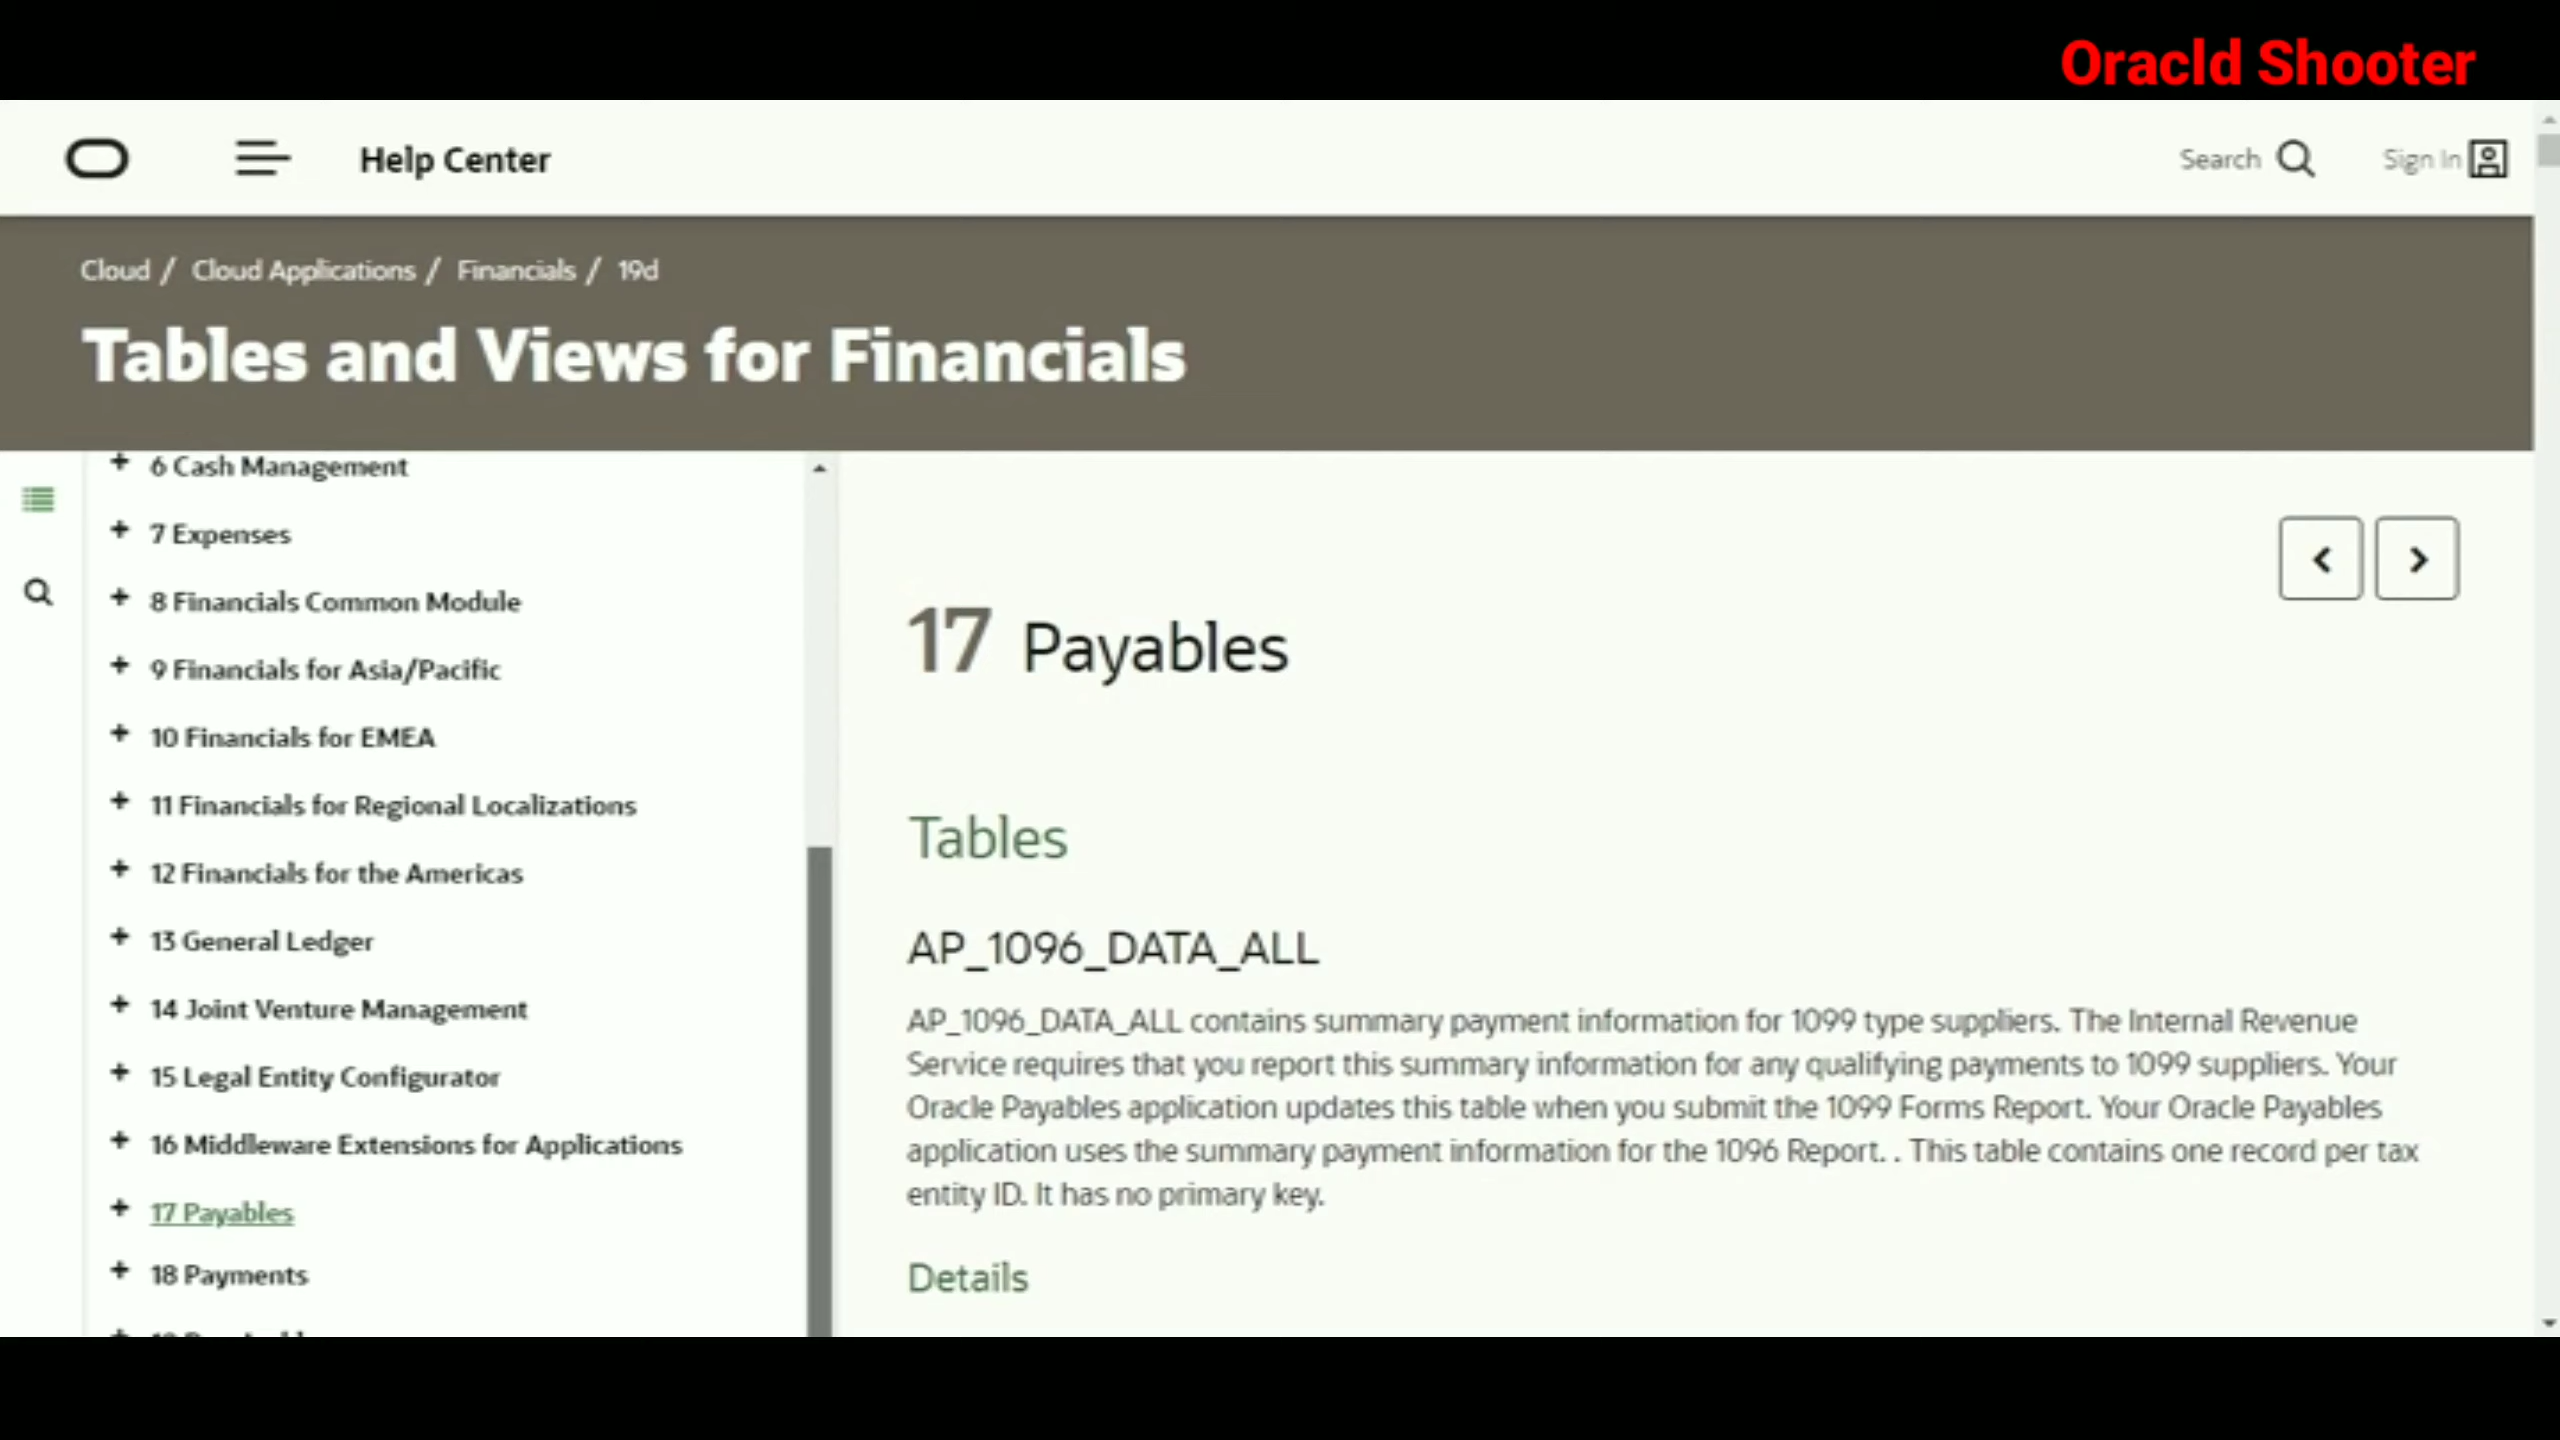 Oracld Shooter
Help Center
Search
Sign In
Cloud / Cloud Applications / Financials / 19d
Tables and Views for Financials
6 Cash Management
7 Expenses
8 Financials Common Module
9 Financials for Asia/Pacific
10 Financials for EMEA
11 Financials for Regional Localizations
12 Financials for the Americas
13 General Ledger
14 Joint Venture Management
15 Legal Entity Configurator
16 Middleware Extensions for Applications
17 Payables
18 Payments
17 Payables
Tables
AP_1096_DATA_ALL
AP_1096_DATA_ALL contains summary payment information for 1099 type suppliers. The Internal Revenue
Service requires that you report this summary information for any qualifying payments to 1099 suppliers. Your
Oracle Payables application updates this table when you submit the 1099 Forms Report. Your Oracle Payables
application uses the summary payment information for the 1096 Report. . This table contains one record per tax
entity ID. It has no primary key.
Details